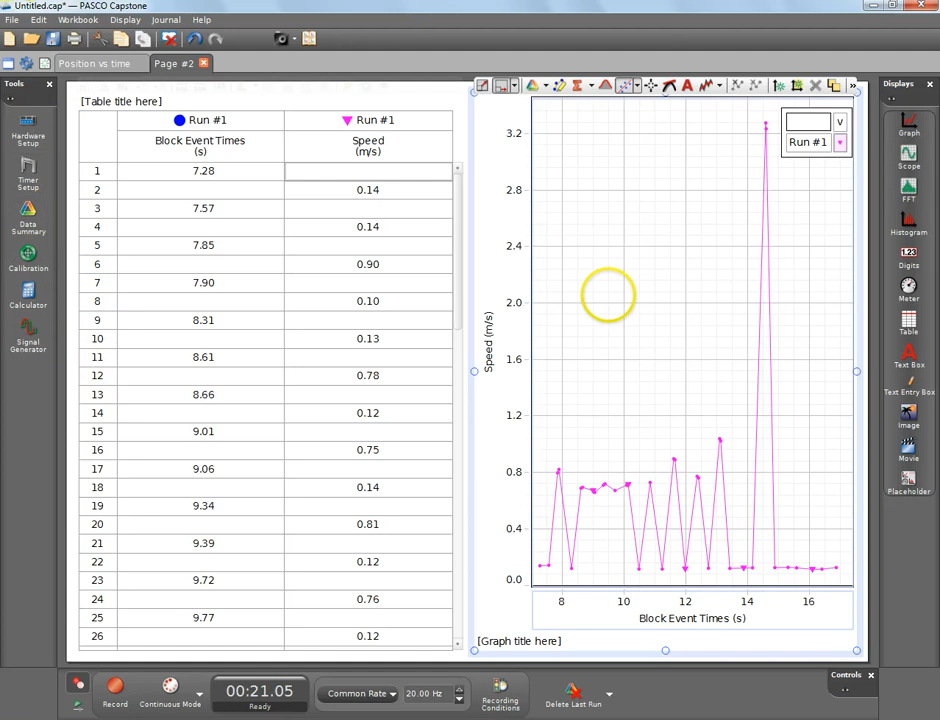 Untitled.cap* — PASCO Capstone
File Edit Workbook Display Journal Help
Position vs time Page #2
Tools
Displays
Hardware
Setup
Timer
Setup
Data
Summary
Calibration
Calculator
Signal
Generator
[Table title here]
Run #1 Run #1
Block Event Times
(s)
Speed
(m/s)
1 7.28
2 0.14
3 7.57
4 0.14
5 7.85
6 0.90
7 7.90
8 0.10
9 8.31
10 0.13
11 8.61
12 0.78
13 8.66
14 0.12
15 9.01
16 0.75
17 9.06
18 0.14
19 9.34
20 0.81
21 9.39
22 0.12
23 9.72
24 0.76
25 9.77
26 0.12
v
Run #1
3.2
2.8
2.4
2.0
1.6
1.2
0.8
0.4
0.0
Speed (m/s)
8 10 12 14 16
Block Event Times (s)
[Graph title here]
Graph
Scope
FFT
Histogram
1.23
Digits
Meter
Table
Text Box
Text Entry Box
Image
Movie
Placeholder
Record
Continuous Mode
00:21.05
Ready
Common Rate
20.00 Hz
Recording
Conditions
Delete Last Run
Controls